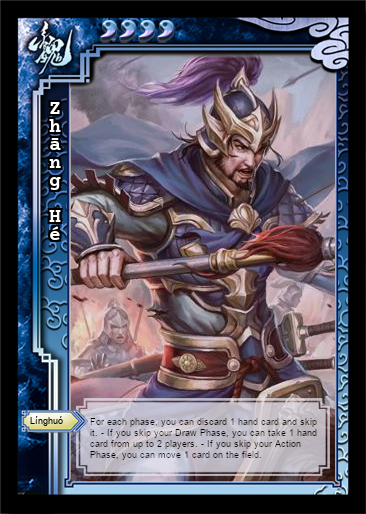 Zhāng Hé
Línghuó
For each phase, you can discard 1 hand card and skip
it. - If you skip your Draw Phase, you can take 1 hand
card from up to 2 players. - If you skip your Action
Phase, you can move 1 card on the field.